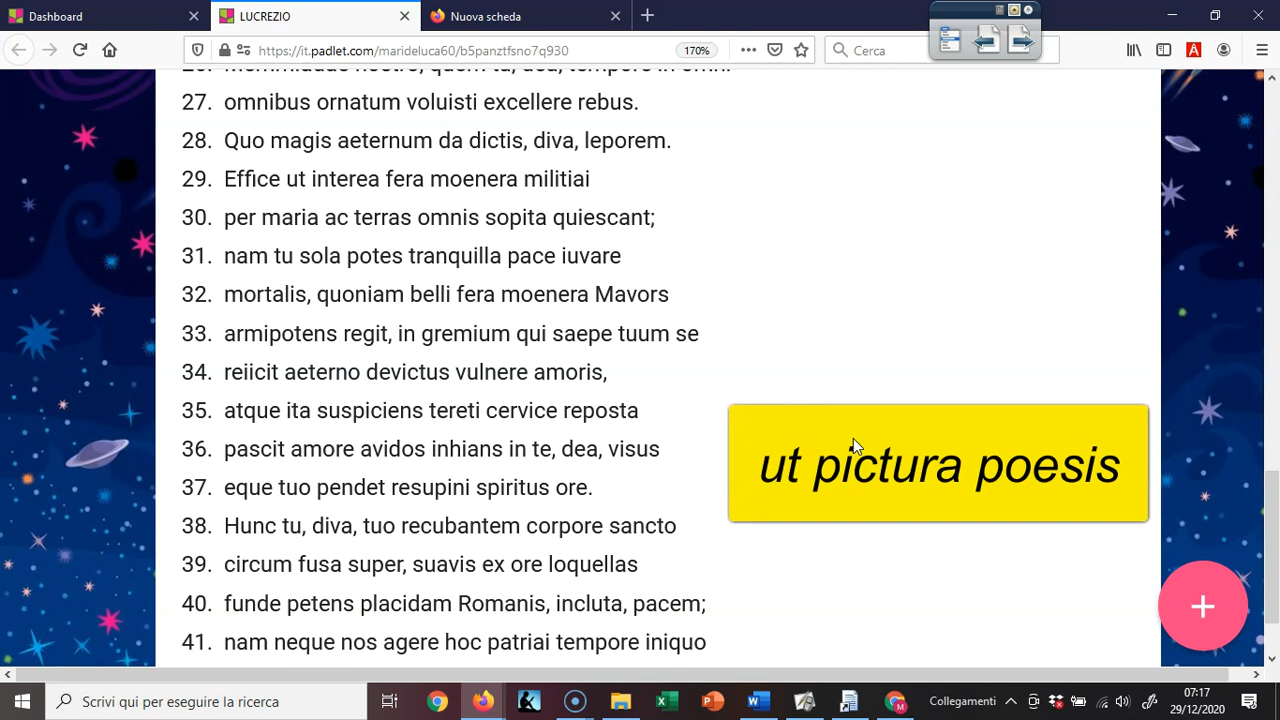 Dashboard
LUCREZIO
Nuova scheda
https://it.padlet.com/marideluca60/b5panztfsno7q930
170%
Cerca
27. omnibus ornatum voluisti excellere rebus.
28. Quo magis aeternum da dictis, diva, leporem.
29. Effice ut interea fera moenera militiai
30. per maria ac terras omnis sopita quiescant;
31. nam tu sola potes tranquilla pace iuvare
32. mortalis, quoniam belli fera moenera Mavors
33. armipotens regit, in gremium qui saepe tuum se
34. reiicit aeterno devictus vulnere amoris,
35. atque ita suspiciens tereti cervice reposta
36. pascit amore avidos inhians in te, dea, visus
37. eque tuo pendet resupini spiritus ore.
38. Hunc tu, diva, tuo recubantem corpore sancto
39. circum fusa super, suavis ex ore loquellas
40. funde petens placidam Romanis, incluta, pacem;
41. nam neque nos agere hoc patriai tempore iniquo
ut pictura poesis
Scrivi qui per eseguire la ricerca
Collegamenti
07:17
29/12/2020